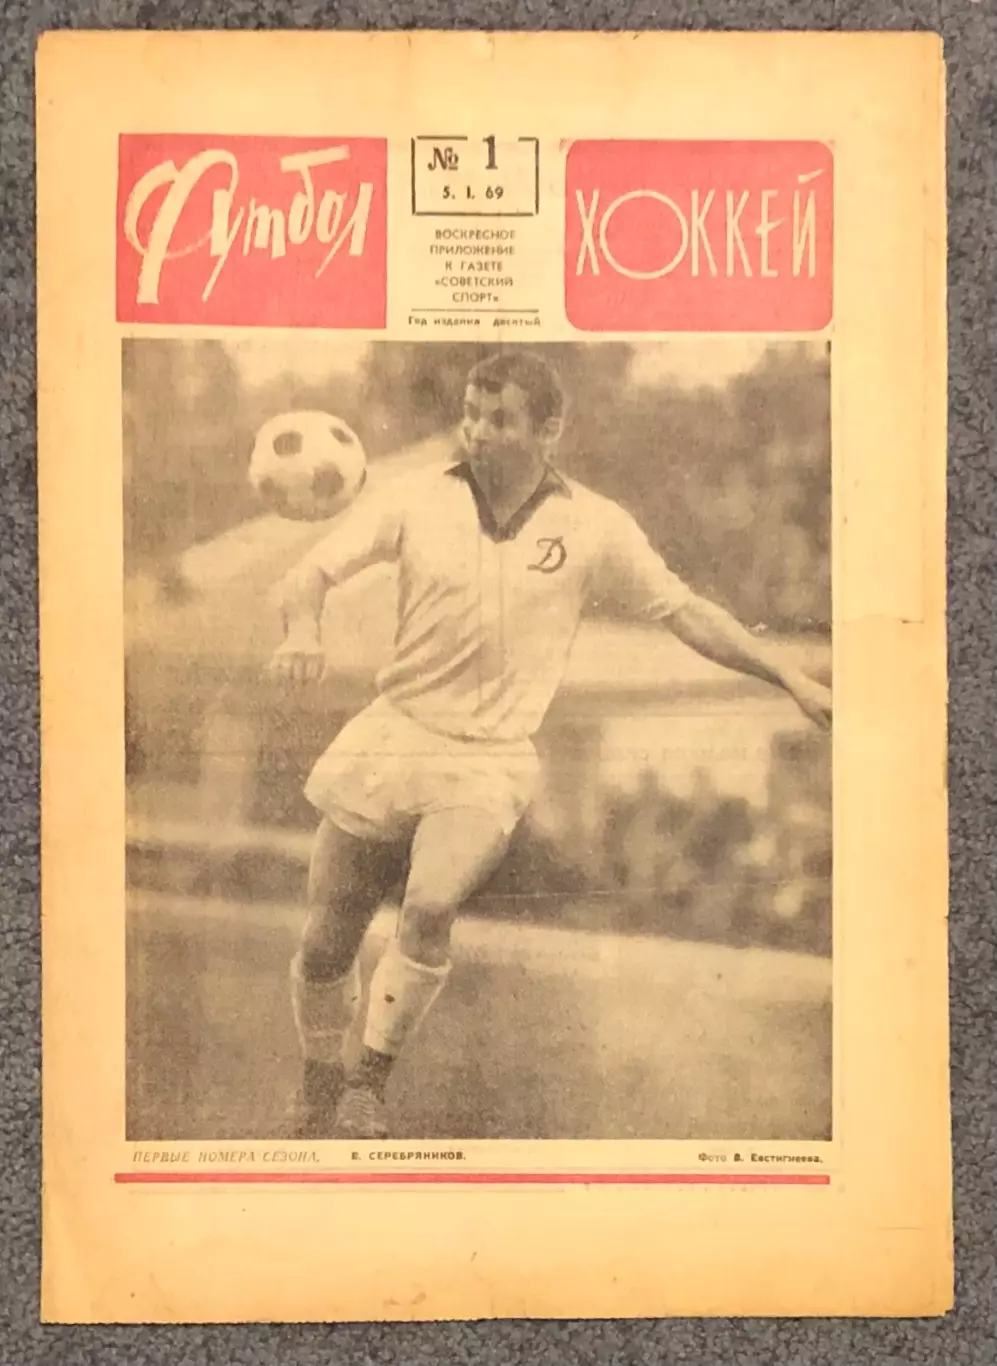 Футбол
№ 1
5. I. 69
ВОСКРЕСНОЕ
ПРИЛОЖЕНИЕ
К ГАЗЕТЕ
«СОВЕТСКИЙ
СПОРТ»
Год издания десятый
ХОККЕЙ
Д
ПЕРВЫЕ НОМЕРА СЕЗОНА. В. СЕРЕБРЯНИКОВ.
Фото В. Евстигнеева.